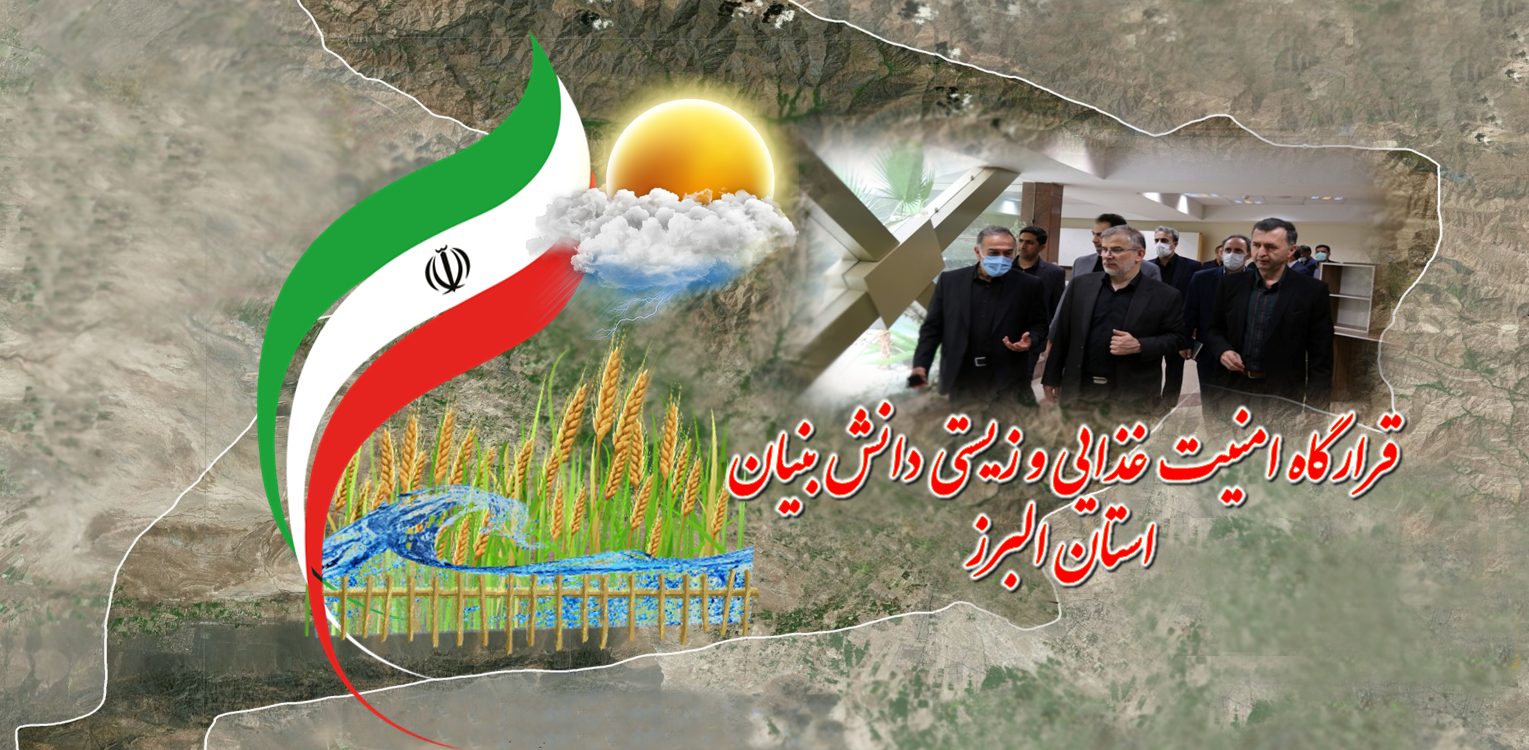 قرارگاه امنیت غذایی و زیستی دانش بنیان
استان البرز